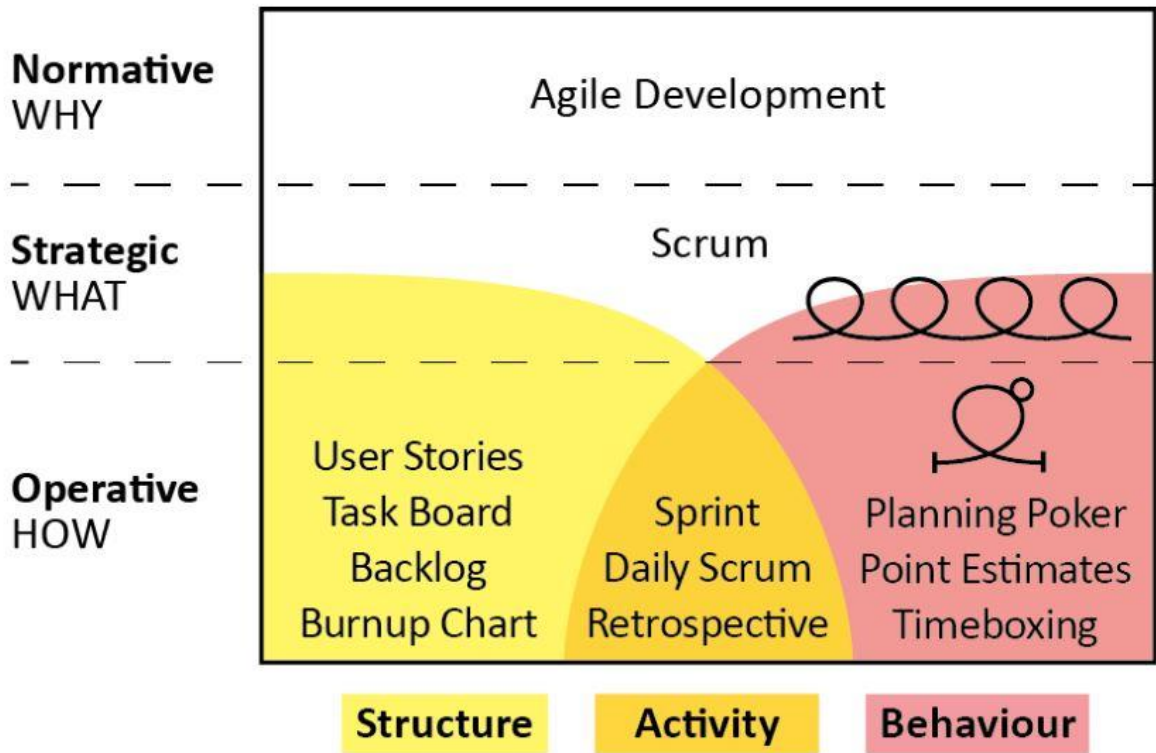 Normative
WHY
Agile Development
Strategic
WHAT
Scrum
Operative
HOW
User Stories
Task Board
Backlog
Burnup Chart
Sprint
Daily Scrum
Retrospective
Planning Poker
Point Estimates
Timeboxing
Structure
Activity
Behaviour